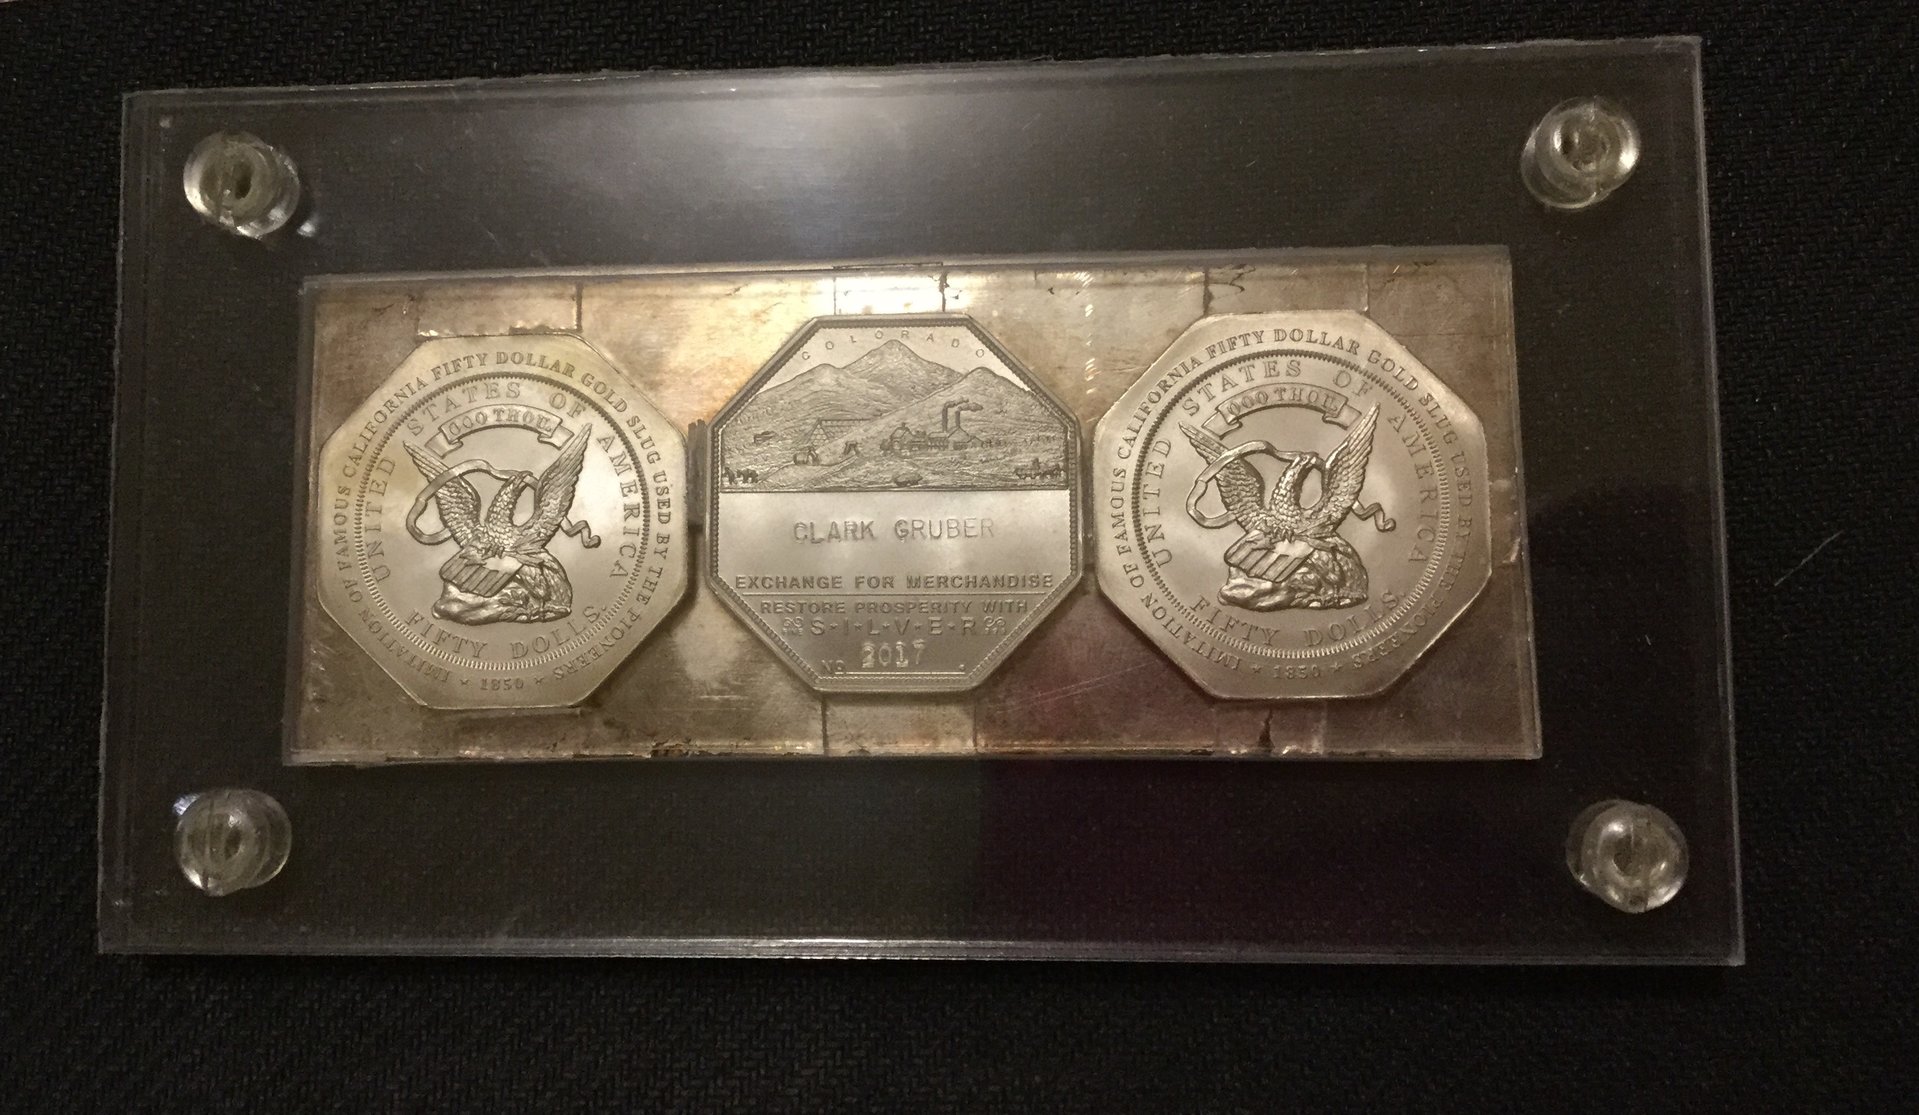 IMITATION OF FAMOUS CALIFORNIA FIFTY DOLLAR GOLD SLUG USED BY THE PIONEERS
* 1850 *
UNITED STATES OF AMERICA
FIFTY DOLLS.
THOU.
COLORADO
CLARK GRUBER
EXCHANGE FOR MERCHANDISE
RESTORE PROSPERITY WITH
S·I·L·V·E·R
NO 2017
IMITATION OF FAMOUS CALIFORNIA FIFTY DOLLAR GOLD SLUG USED BY THE PIONEERS
* 1850 *
UNITED STATES OF AMERICA
FIFTY DOLLS.
THOU.